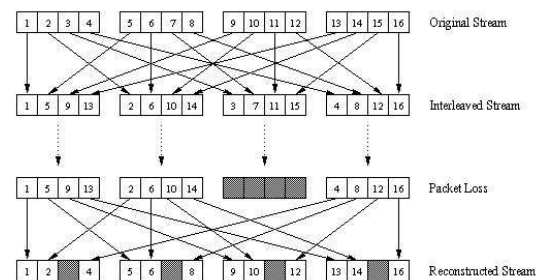 1 2 3 4 5 6 7 8 9 10 11 12 13 14 15 16 Original Stream
1 5 9 13 2 6 10 14 3 7 11 15 4 8 12 16 Interleaved Stream
1 5 9 13 2 6 10 14 4 8 12 16 Packet Loss
1 2 4 5 6 8 9 10 12 13 14 16 Reconstructed Stream